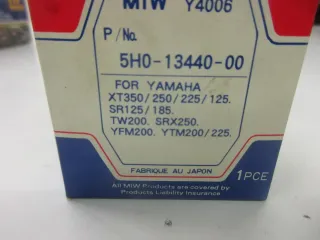 MIW Y4006
P/No.
5H0-13440-00
FOR YAMAHA
XT350/250/225/125.
SR125/185.
TW200. SRX250.
YFM200. YTM200/225.
FABRIQUE AU JAPON
All MIW Products are covered by
Products Liability Insurance
1PCE